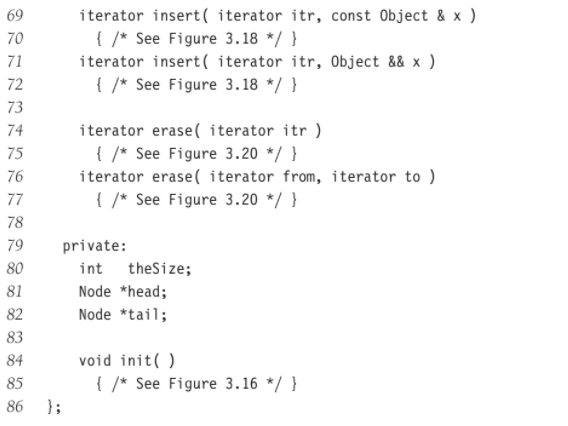 69 iterator insert( iterator itr, const Object & x )
70 { /* See Figure 3.18 */ }
71 iterator insert( iterator itr, Object && x )
72 { /* See Figure 3.18 */ }
73
74 iterator erase( iterator itr )
75 { /* See Figure 3.20 */ }
76 iterator erase( iterator from, iterator to )
77 { /* See Figure 3.20 */ }
78
79 private:
80 int theSize;
81 Node *head;
82 Node *tail;
83
84 void init( )
85 { /* See Figure 3.16 */ }
86 };